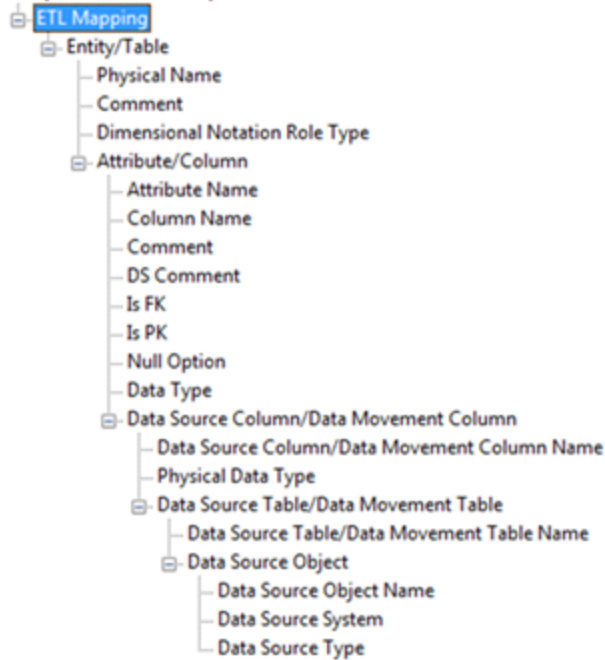 ETL Mapping
Entity/Table
Physical Name
Comment
Dimensional Notation Role Type
Attribute/Column
Attribute Name
Column Name
Comment
DS Comment
Is FK
Is PK
Null Option
Data Type
Data Source Column/Data Movement Column
Data Source Column/Data Movement Column Name
Physical Data Type
Data Source Table/Data Movement Table
Data Source Table/Data Movement Table Name
Data Source Object
Data Source Object Name
Data Source System
Data Source Type